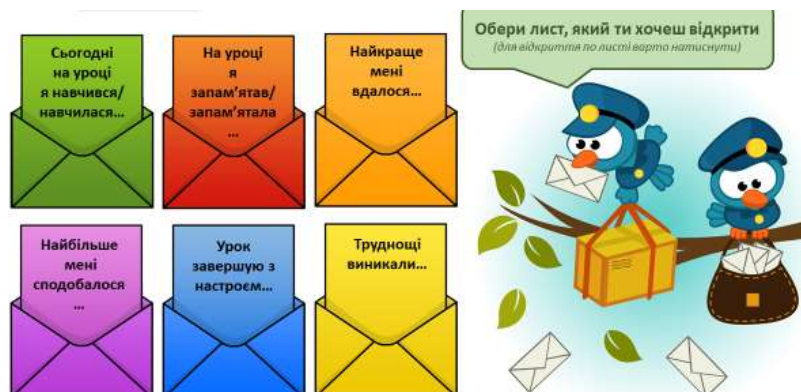 Сьогодні
на уроці
я навчився/
навчилася...
На уроці
я
запам'ятав/
запам'ятала
...
Найкраще
мені
вдалося...
Найбільше
мені
сподобалося
...
Урок
завершую з
настроєм...
Труднощі
виникали...
Обери лист, який ти хочеш відкрити
(для відкриття по листі варто натиснути)